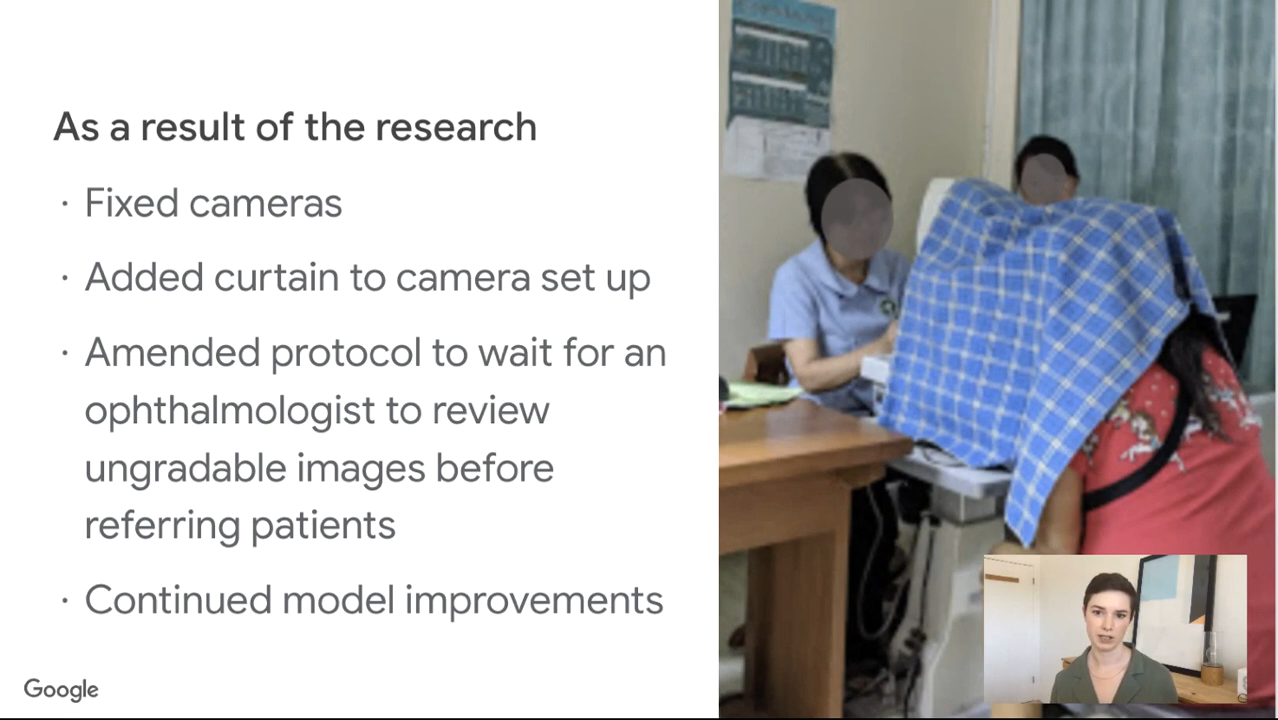 As a result of the research
· Fixed cameras
· Added curtain to camera set up
· Amended protocol to wait for an
ophthalmologist to review
ungradable images before
referring patients
· Continued model improvements
Google